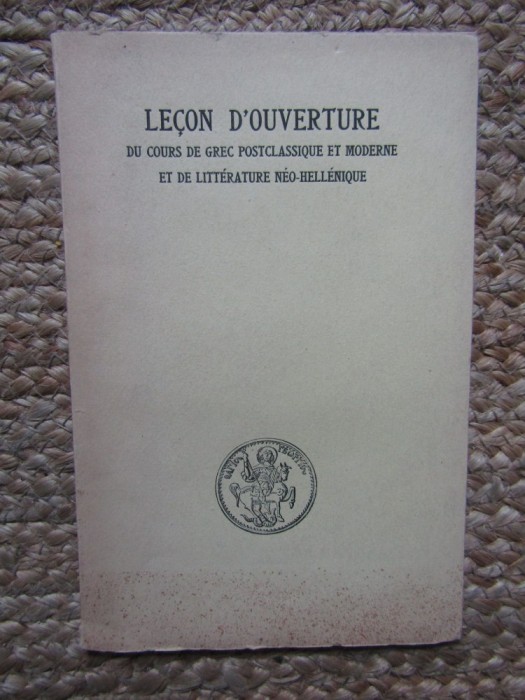 LEÇON D'OUVERTURE
DU COURS DE GREC POSTCLASSIQUE ET MODERNE
ET DE LITTÉRATURE NÉO-HELLÉNIQUE